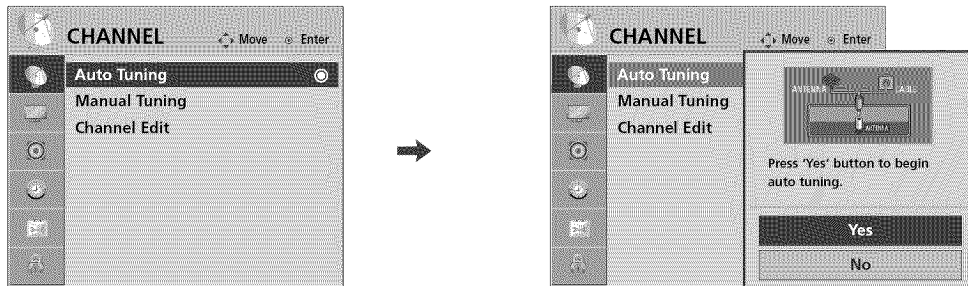 CHANNEL Move Enter
Auto Tuning
Manual Tuning
Channel Edit
CHANNEL Move Enter
Auto Tuning
Manual Tuning
Channel Edit
ANTENNA CABLE
ANTENNA
Press 'Yes' button to begin
auto tuning.
Yes
No